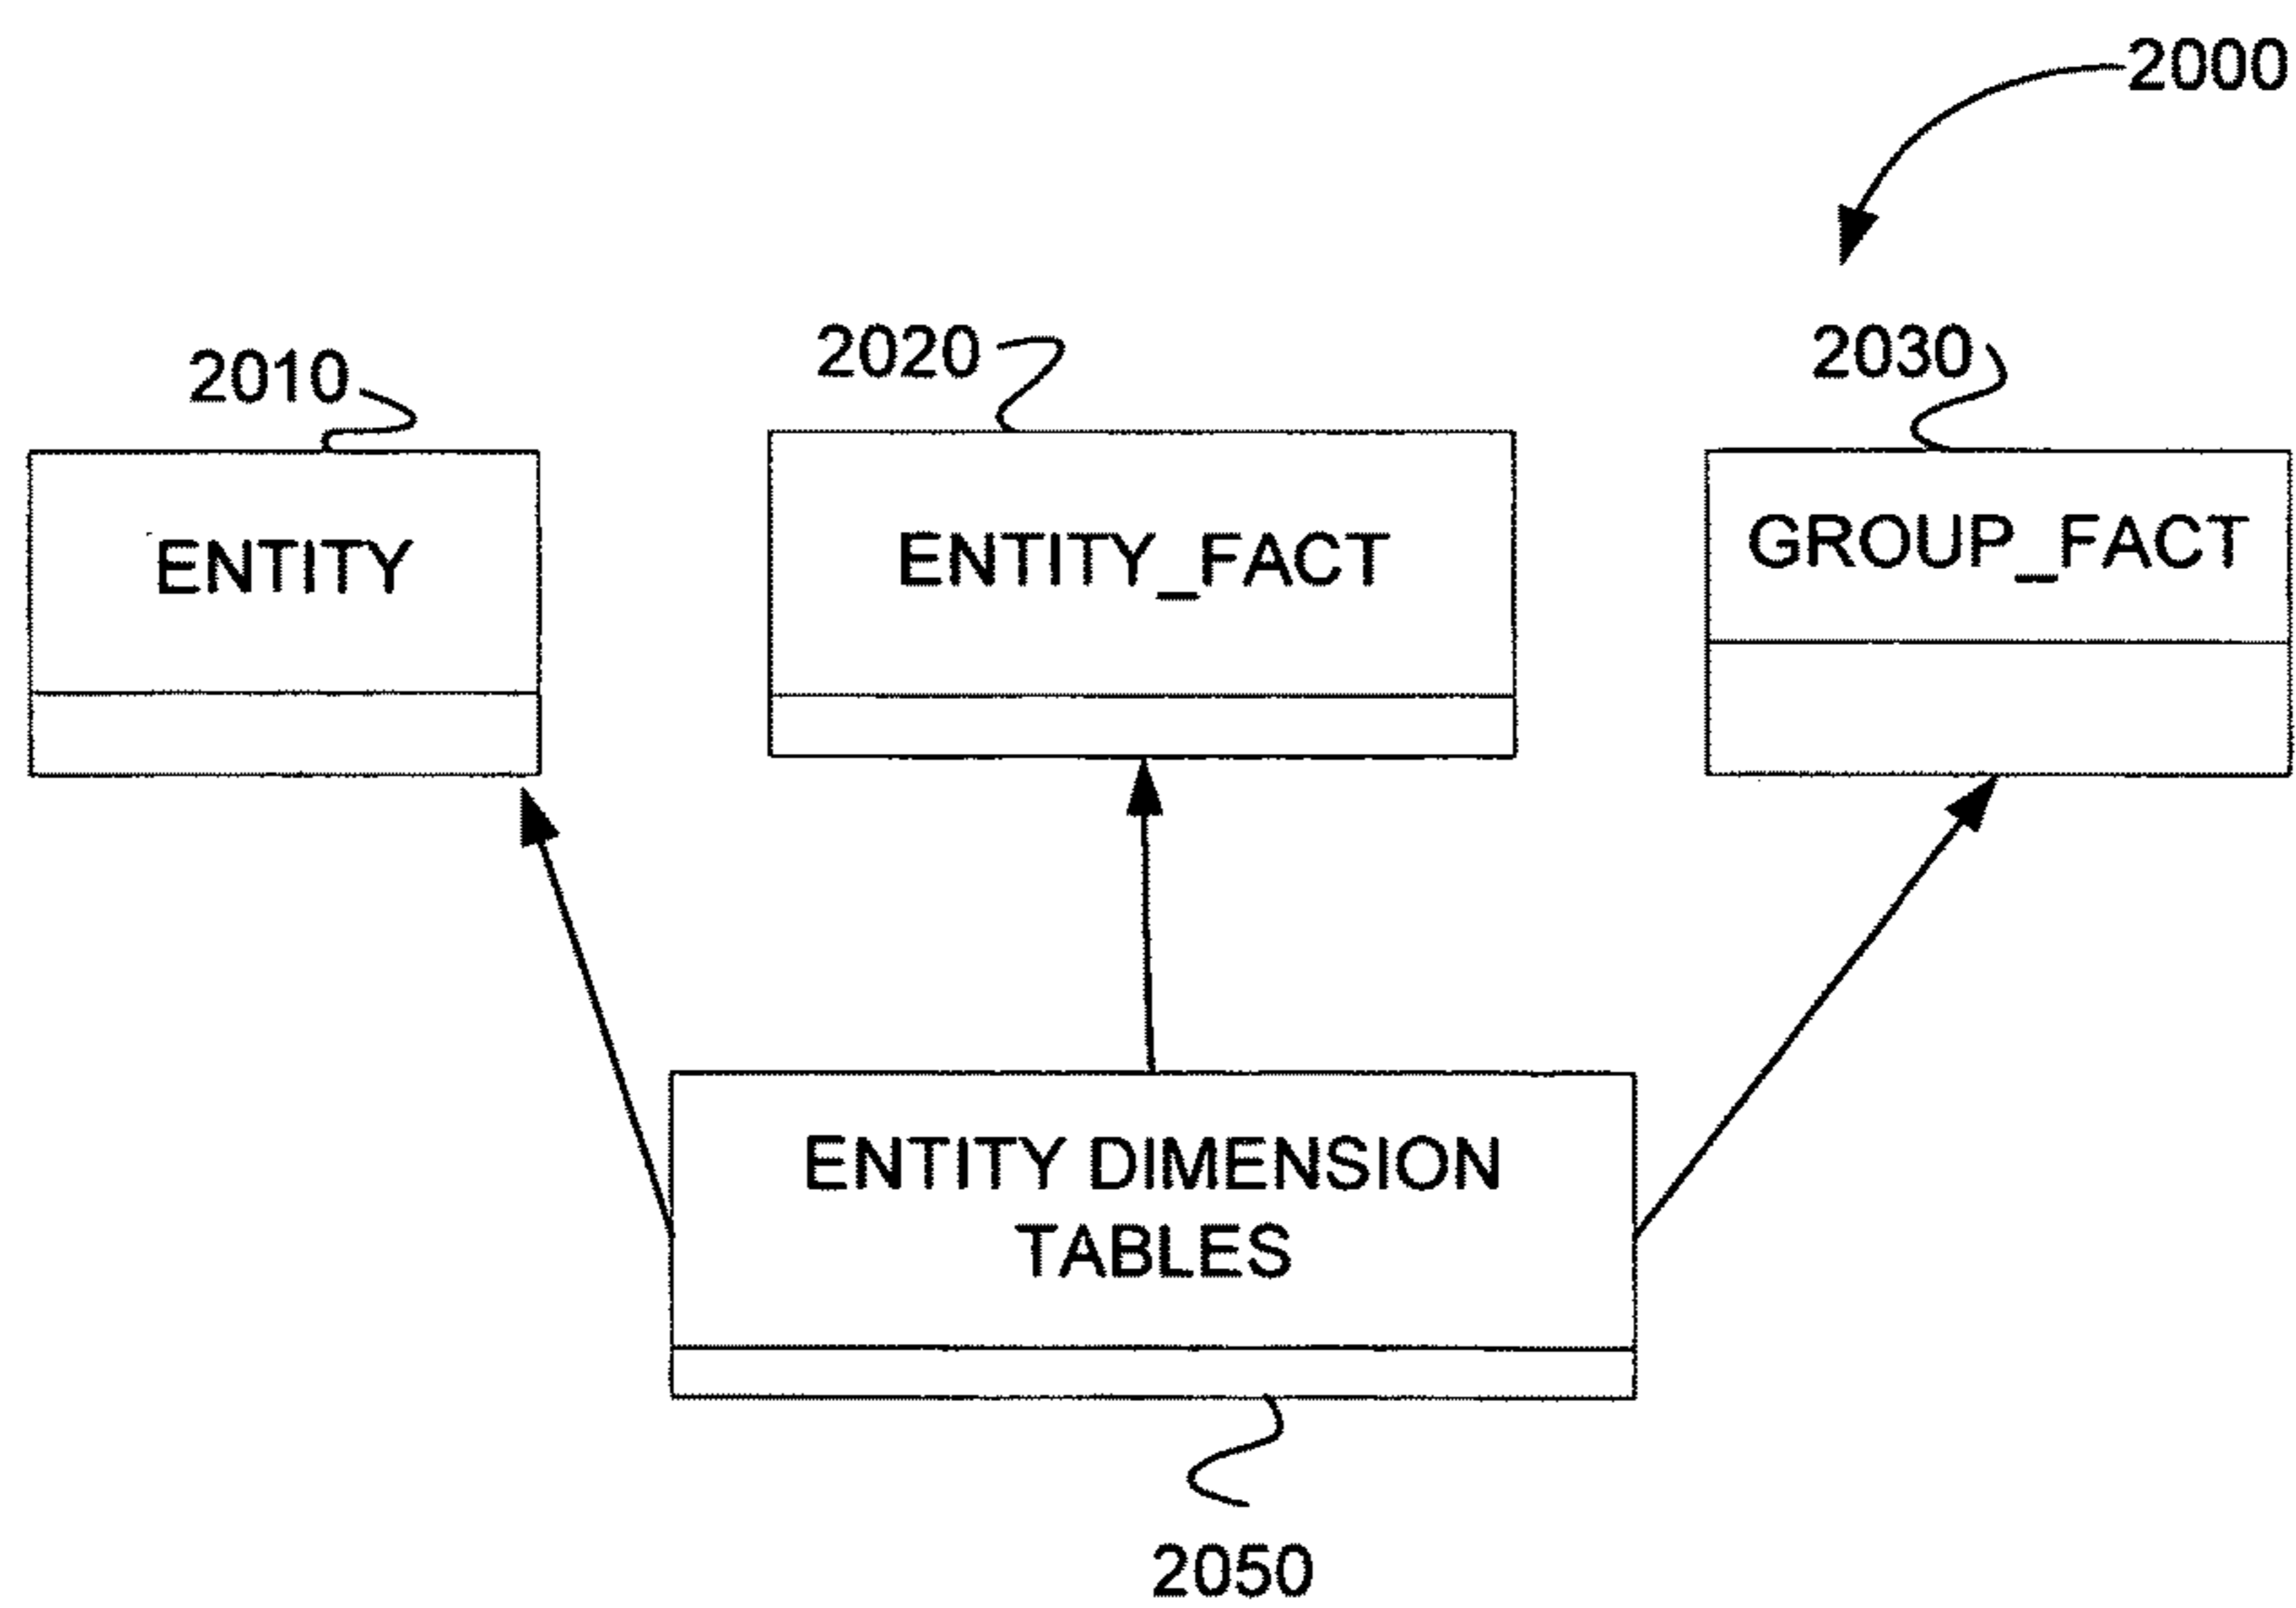 2000
2010
2020
2030
ENTITY
ENTITY_FACT
GROUP_FACT
ENTITY DIMENSION
TABLES
2050